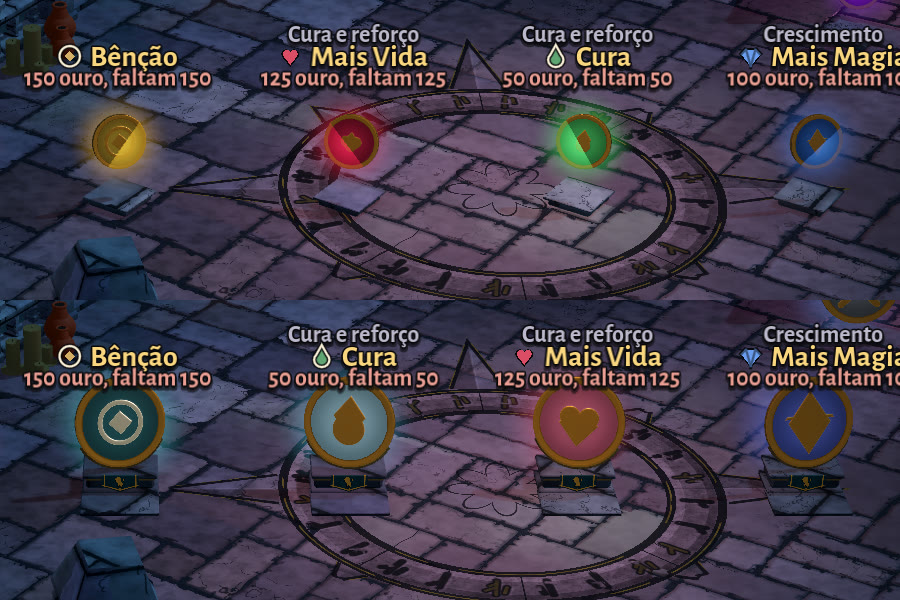 Bênção
150 ouro, faltam 150
Cura e reforço
Mais Vida
125 ouro, faltam 125
Cura e reforço
Cura
50 ouro, faltam 50
Crescimento
Mais Magia
100 ouro, faltam
Bênção
150 ouro, faltam 150
Cura e reforço
Cura
50 ouro, faltam 50
Cura e reforço
Mais Vida
125 ouro, faltam 125
Crescimento
Mais Magia
100 ouro, faltam